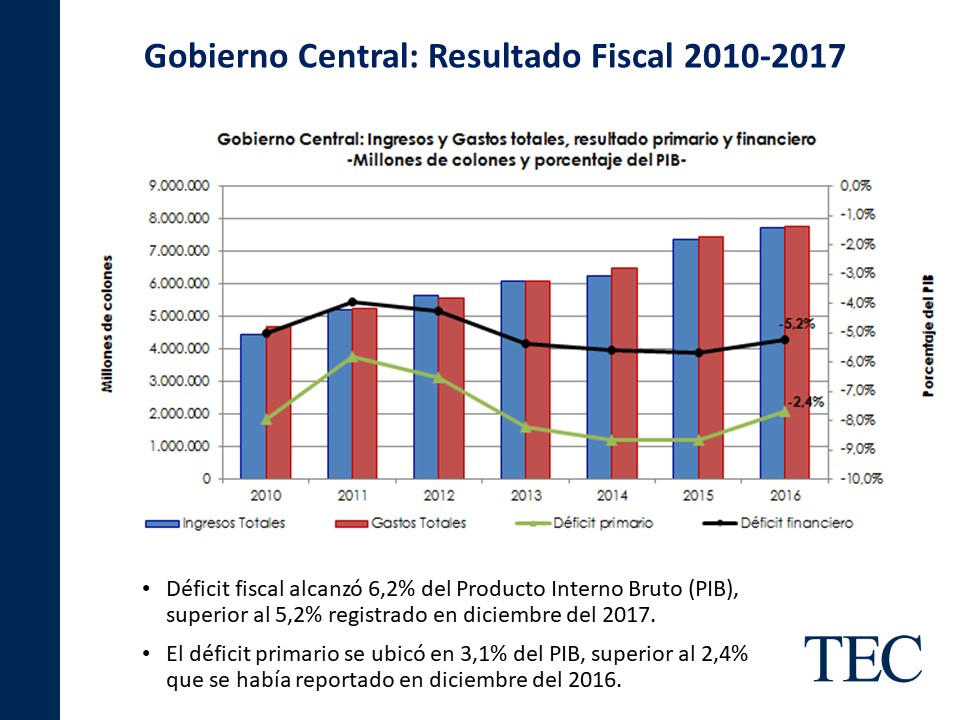 Gobierno Central: Resultado Fiscal 2010-2017
Gobierno Central: Ingresos y Gastos totales, resultado primario y financiero
-Millones de colones y porcentaje del PIB-
Millones de colones
9.000.000
8.000.000
7.000.000
6.000.000
5.000.000
4.000.000
3.000.000
2.000.000
1.000.000
0
0,0%
-1,0%
-2,0%
-3,0%
-4,0%
-5,0%
-6,0%
-7,0%
-8,0%
-9,0%
-10,0%
Porcentaje del PIB
-5,2%
-2,4%
2010 2011 2012 2013 2014 2015 2016
Ingresos Totales Gastos Totales Déficit primario Déficit financiero
• Déficit fiscal alcanzó 6,2% del Producto Interno Bruto (PIB),
superior al 5,2% registrado en diciembre del 2017.
• El déficit primario se ubicó en 3,1% del PIB, superior al 2,4%
que se había reportado en diciembre del 2016.
TEC